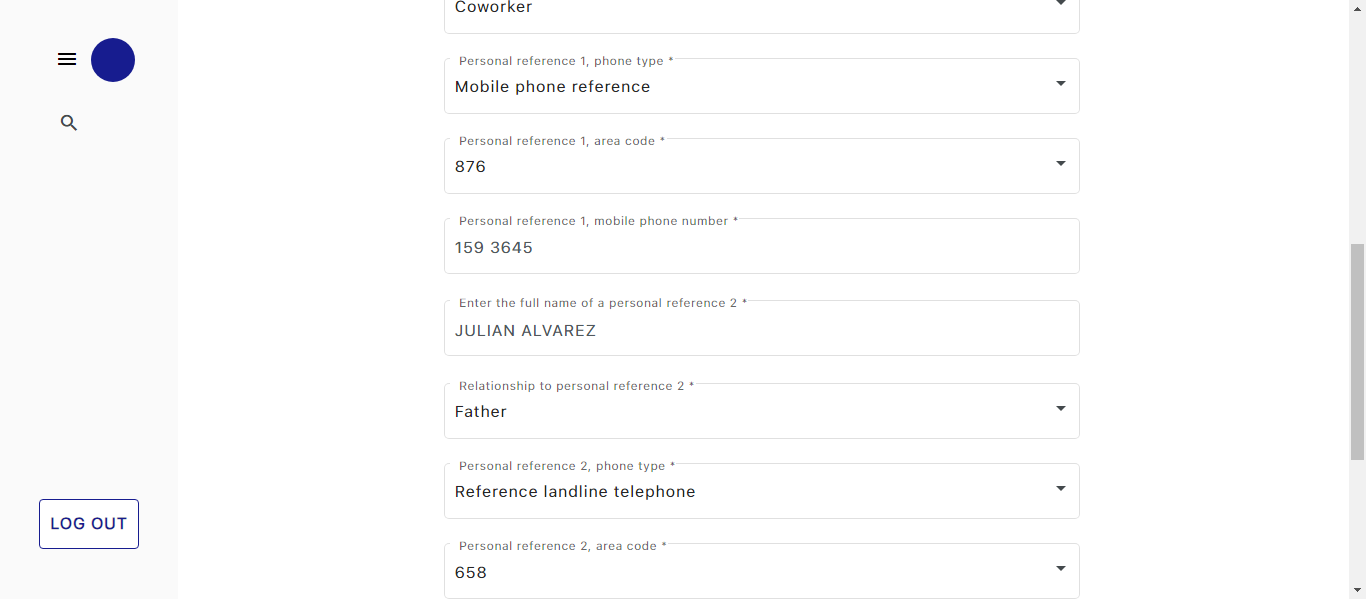 Coworker
Personal reference 1, phone type *
Mobile phone reference
Personal reference 1, area code *
876
Personal reference 1, mobile phone number *
159 3645
Enter the full name of a personal reference 2 *
JULIAN ALVAREZ
Relationship to personal reference 2 *
Father
Personal reference 2, phone type *
Reference landline telephone
Personal reference 2, area code *
658
LOG OUT